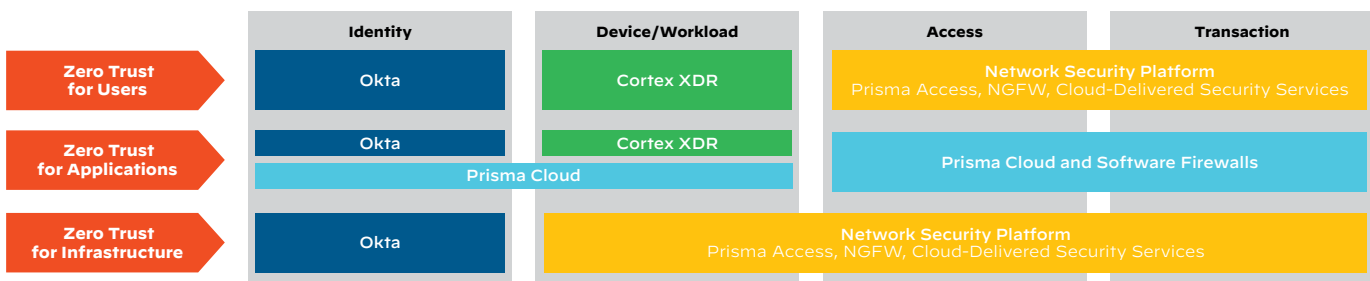 Identity
Device/Workload
Access
Transaction
Zero Trust
for Users
Okta
Cortex XDR
Network Security Platform
Prisma Access, NGFW, Cloud-Delivered Security Services
Zero Trust
for Applications
Okta
Cortex XDR
Prisma Cloud
Prisma Cloud and Software Firewalls
Zero Trust
for Infrastructure
Okta
Network Security Platform
Prisma Access, NGFW, Cloud-Delivered Security Services